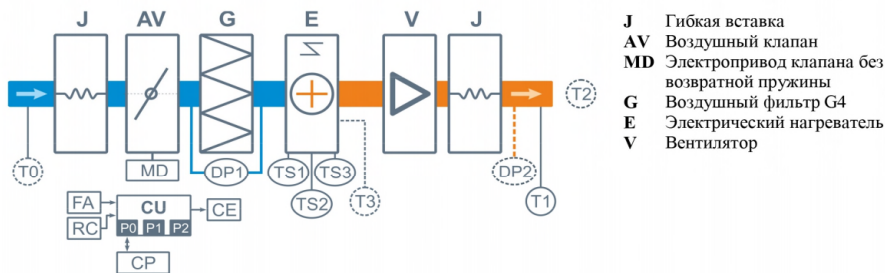 J AV G E V J
T0 MD DP1 TS1 TS2 TS3 T3 DP2 T1 T2
FA RC CU P0 P1 P2 CE CP
J Гибкая вставка
AV Воздушный клапан
MD Электропривод клапана без
возвратной пружины
G Воздушный фильтр G4
E Электрический нагреватель
V Вентилятор